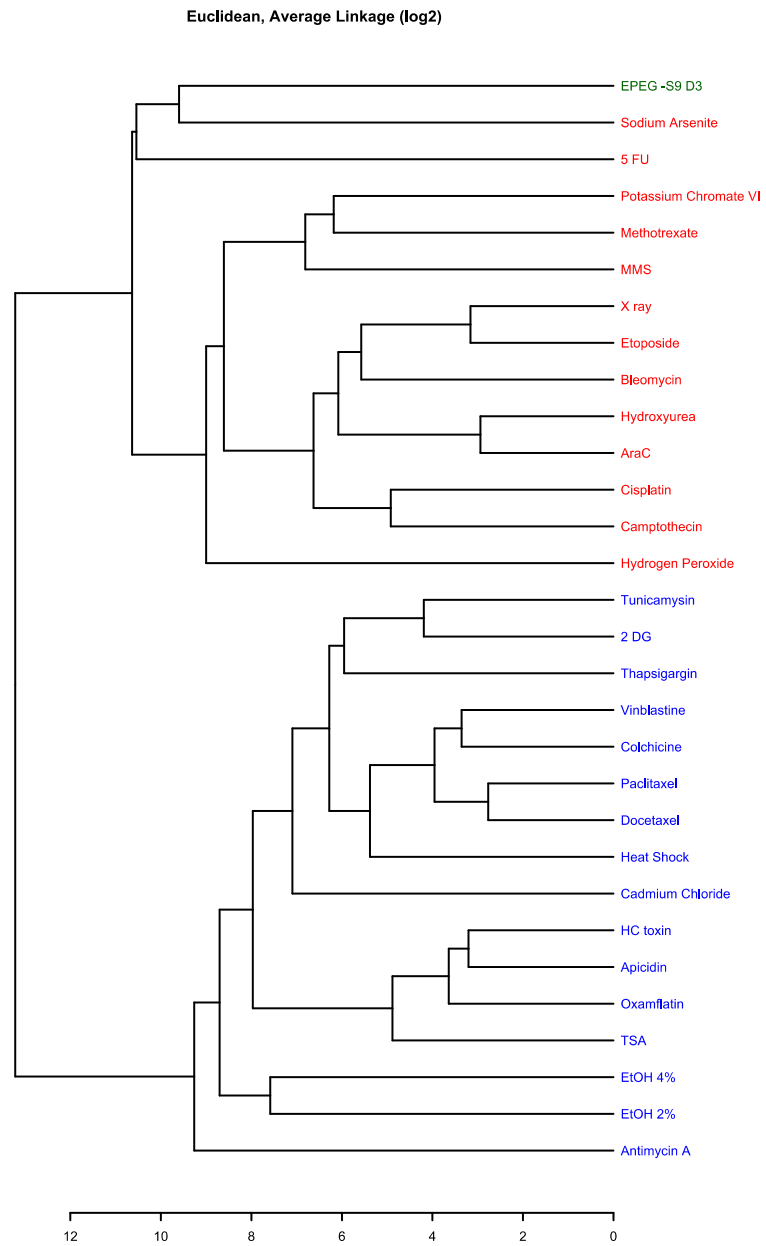 Euclidean, Average Linkage (log2)
EPEG -S9 D3
Sodium Arsenite
5 FU
Potassium Chromate VI
Methotrexate
MMS
X ray
Etoposide
Bleomycin
Hydroxyurea
AraC
Cisplatin
Camptothecin
Hydrogen Peroxide
Tunicamysin
2 DG
Thapsigargin
Vinblastine
Colchicine
Paclitaxel
Docetaxel
Heat Shock
Cadmium Chloride
HC toxin
Apicidin
Oxamflatin
TSA
EtOH 4%
EtOH 2%
Antimycin A
12 10 8 6 4 2 0